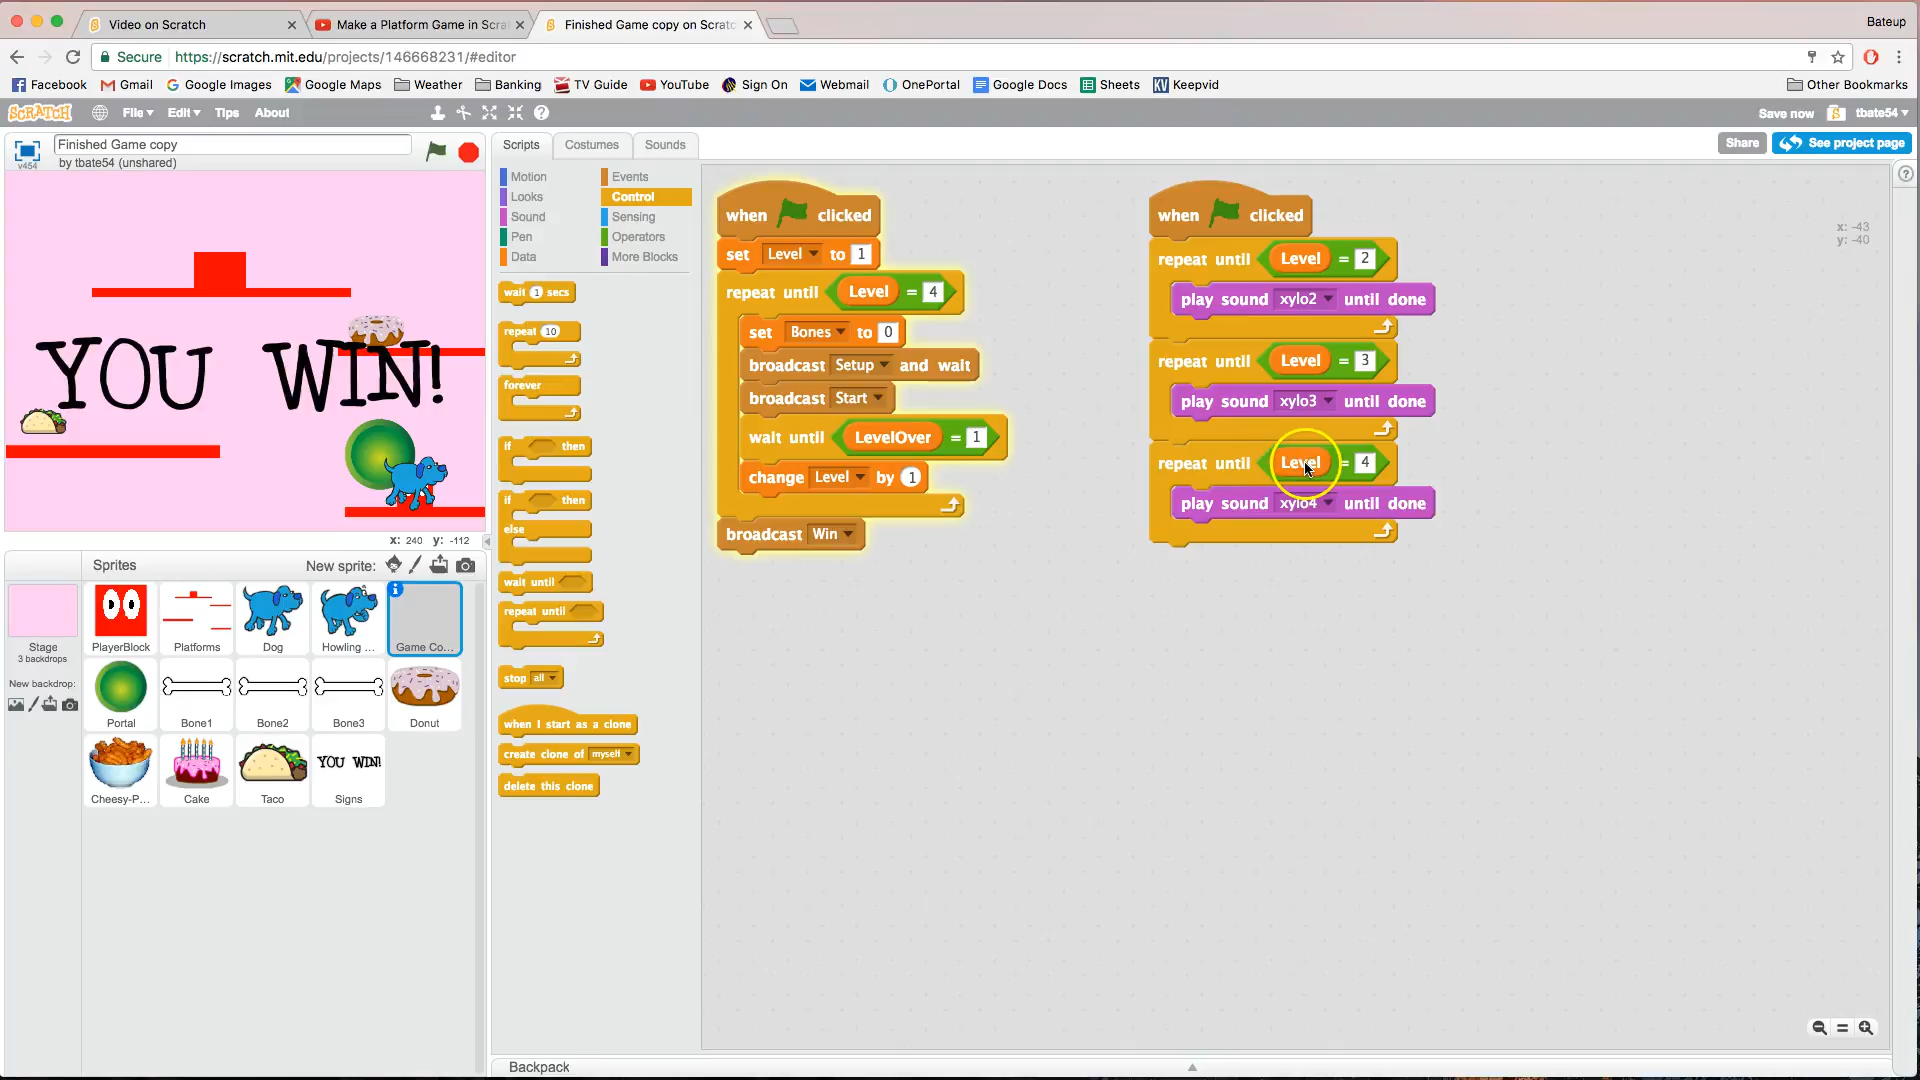 Video on Scratch
Make a Platform Game in Scra
Finished Game copy on Scratc
Bateup
Secure https://scratch.mit.edu/projects/146668231/#editor
Facebook Gmail Google Images Google Maps Weather Banking TV Guide YouTube Sign On Webmail OnePortal Google Docs Sheets KV Keepvid Other Bookmarks
SCRATCH File Edit Tips About Save now tbate54
Finished Game copy
by tbate54 (unshared)
v454
Scripts Costumes Sounds
Share See project page
Motion Events
Looks Control
Sound Sensing
Pen Operators
Data More Blocks
wait 1 secs
repeat 10
forever
if then
if then
else
wait until
repeat until
stop all
when I start as a clone
create clone of myself
delete this clone
when clicked
set Level to 1
repeat until Level = 4
set Bones to 0
broadcast Setup and wait
broadcast Start
wait until LevelOver = 1
change Level by 1
broadcast Win
when clicked
repeat until Level = 2
play sound xylo2 until done
repeat until Level = 3
play sound xylo3 until done
repeat until Level = 4
play sound xylo4 until done
x: -43
y: -40
YOU WIN!
x: 240 y: -112
Sprites New sprite:
Stage
3 backdrops
New backdrop:
PlayerBlock Platforms Dog Howling ... Game Co...
Portal Bone1 Bone2 Bone3 Donut
YOU WIN!
Cheesy-P... Cake Taco Signs
Backpack